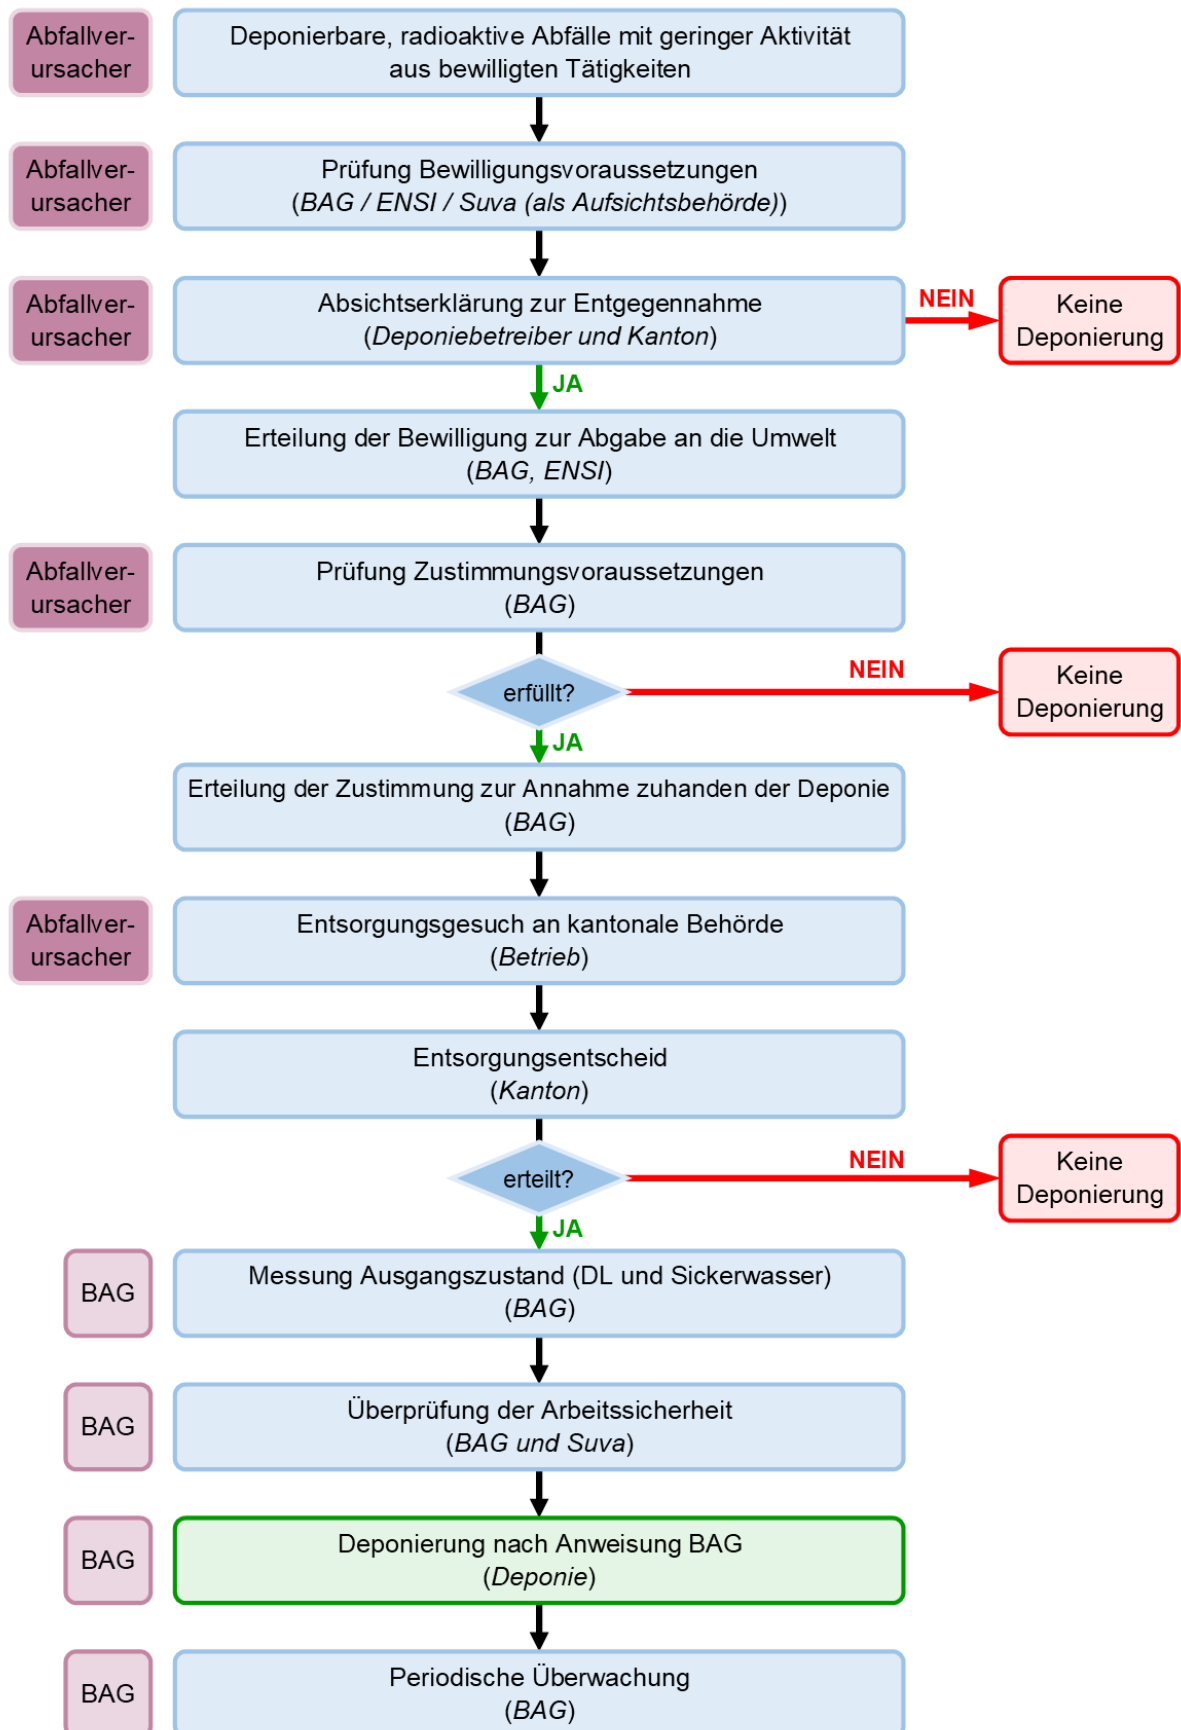 Abfallver-
ursacher
Deponierbare, radioaktive Abfälle mit geringer Aktivität
aus bewilligten Tätigkeiten
Abfallver-
ursacher
Prüfung Bewilligungsvoraussetzungen
(BAG / ENSI / Suva (als Aufsichtsbehörde))
Abfallver-
ursacher
Absichtserklärung zur Entgegennahme
(Deponiebetreiber und Kanton)
NEIN
Keine
Deponierung
JA
Erteilung der Bewilligung zur Abgabe an die Umwelt
(BAG, ENSI)
Abfallver-
ursacher
Prüfung Zustimmungsvoraussetzungen
(BAG)
erfüllt?
NEIN
Keine
Deponierung
JA
Erteilung der Zustimmung zur Annahme zuhanden der Deponie
(BAG)
Abfallver-
ursacher
Entsorgungsgesuch an kantonale Behörde
(Betrieb)
Entsorgungsentscheid
(Kanton)
erteilt?
NEIN
Keine
Deponierung
JA
BAG
Messung Ausgangszustand (DL und Sickerwasser)
(BAG)
BAG
Überprüfung der Arbeitssicherheit
(BAG und Suva)
BAG
Deponierung nach Anweisung BAG
(Deponie)
BAG
Periodische Überwachung
(BAG)